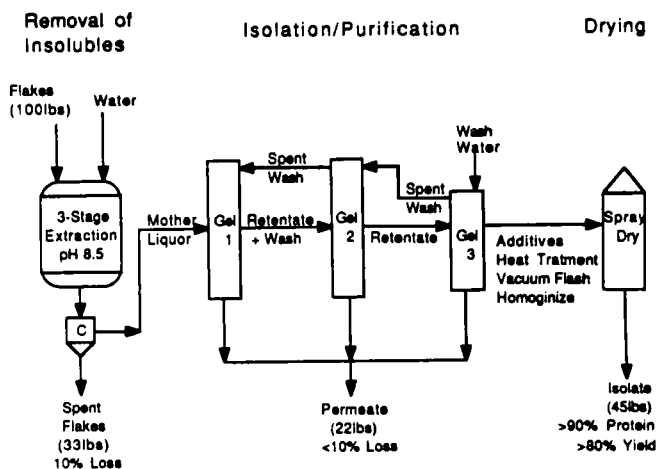 Removal of
Insolubles
Isolation/Purification
Drying
Flakes
(100lbs)
Water
3-Stage
Extraction
pH 8.5
C
Spent
Flakes
(33lbs)
10% Loss
Mother
Liquor
Gel
1
Spent
Wash
Retentate
+ Wash
Gel
2
Spent
Wash
Retentate
Wash
Water
Gel
3
Permeate
(22lbs)
<10% Loss
Additives
Heat Tratment
Vacuum Flash
Homoginize
Spray
Dry
Isolate
(45lbs)
>90% Protein
>80% Yield